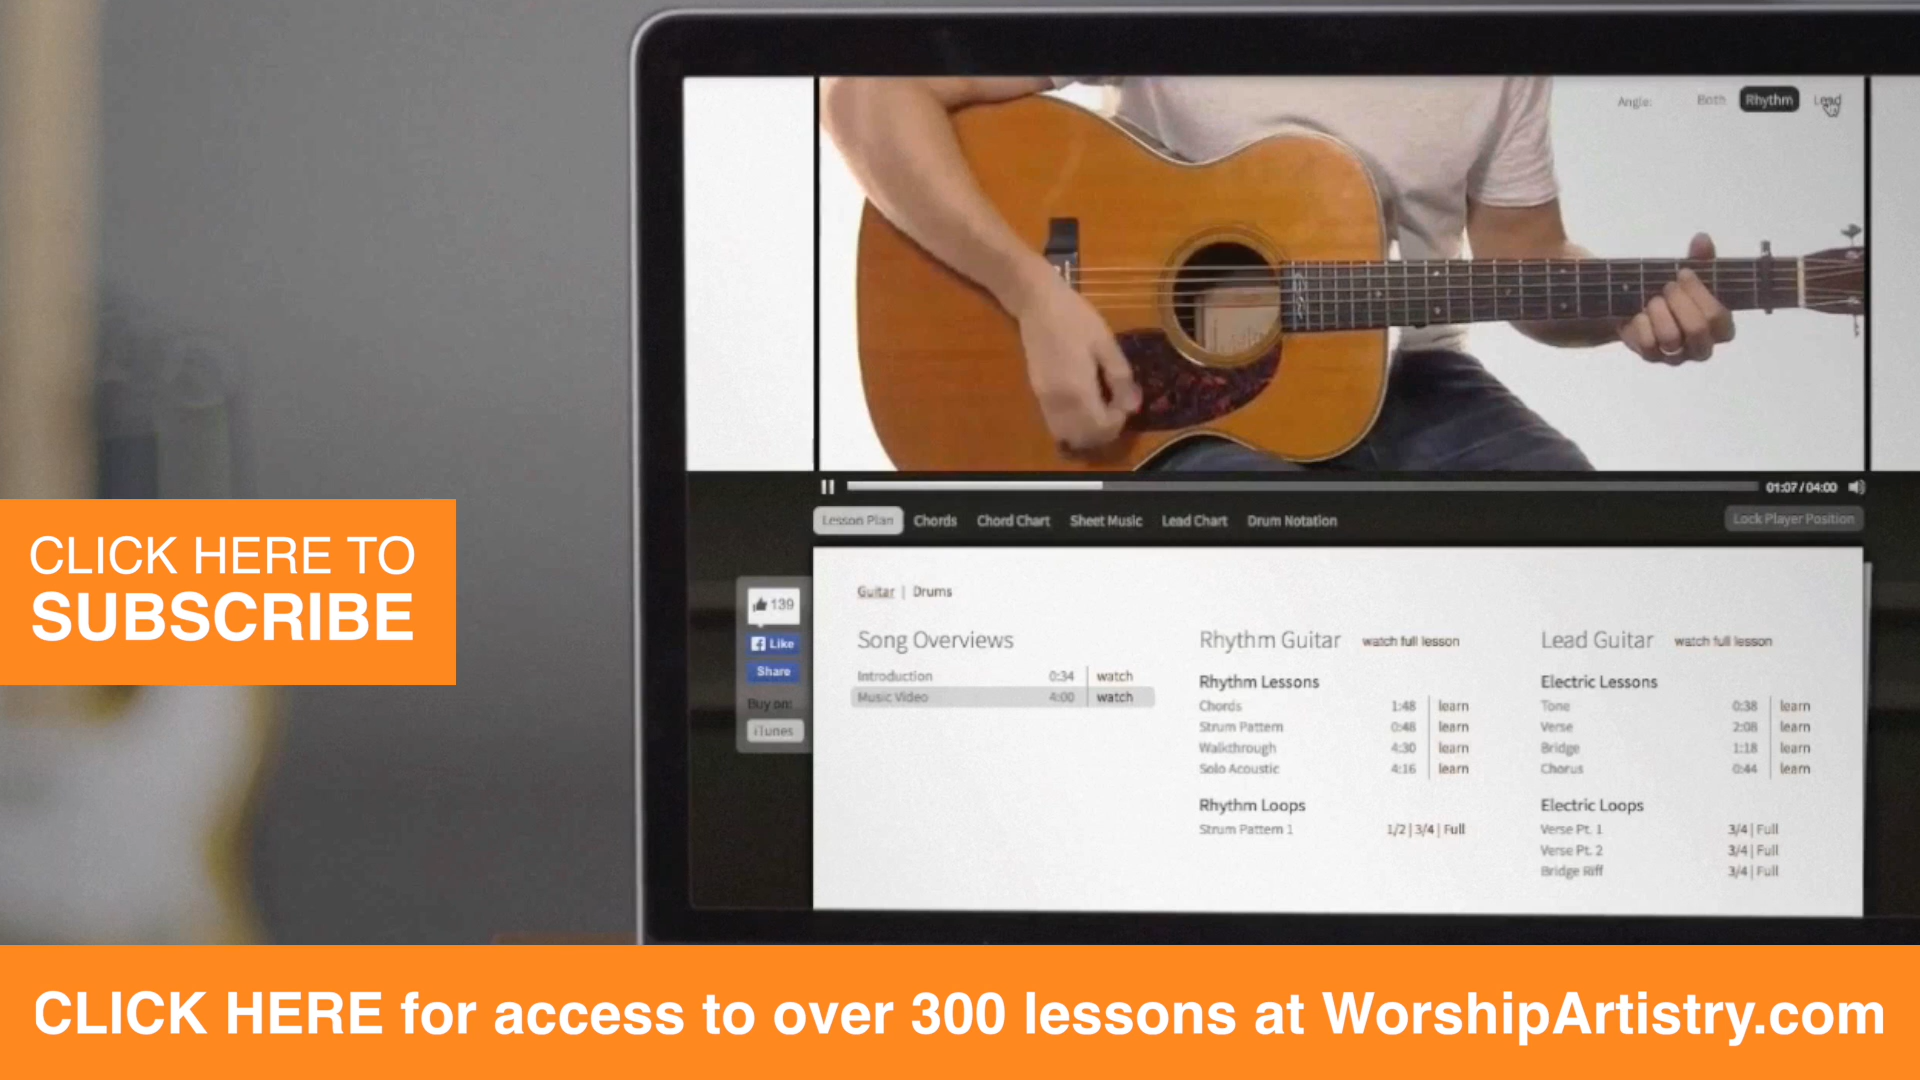 Angle: Both Rhythm Lead
01:07 / 04:00
Lesson Plan Chords Chord Chart Sheet Music Lead Chart Drum Notation Lock Player Position
CLICK HERE TO
SUBSCRIBE
139
Like
Share
Buy on:
iTunes
Guitar | Drums
Song Overviews
Introduction 0:34 watch
Music Video 4:00 watch
Rhythm Guitar watch full lesson
Rhythm Lessons
Chords 1:48 learn
Strum Pattern 0:48 learn
Walkthrough 4:30 learn
Solo Acoustic 4:16 learn
Rhythm Loops
Strum Pattern 1 1/2 | 3/4 | Full
Lead Guitar watch full lesson
Electric Lessons
Tone 0:38 learn
Verse 2:08 learn
Bridge 1:18 learn
Chorus 0:44 learn
Electric Loops
Verse Pt. 1 3/4 | Full
Verse Pt. 2 3/4 | Full
Bridge Riff 3/4 | Full
CLICK HERE for access to over 300 lessons at WorshipArtistry.com